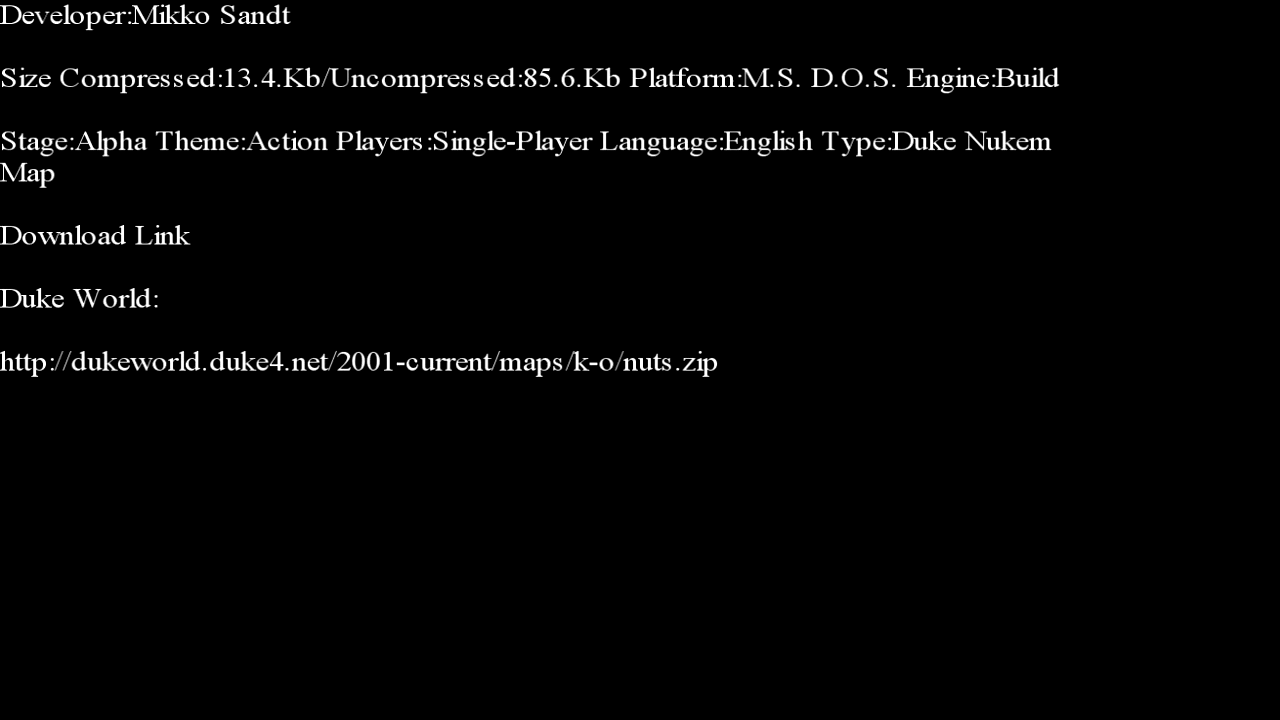 Developer:Mikko Sandt
Size Compressed:13.4.Kb/Uncompressed:85.6.Kb Platform:M.S. D.O.S. Engine:Build
Stage:Alpha Theme:Action Players:Single-Player Language:English Type:Duke Nukem
Map
Download Link
Duke World:
http://dukeworld.duke4.net/2001-current/maps/k-o/nuts.zip